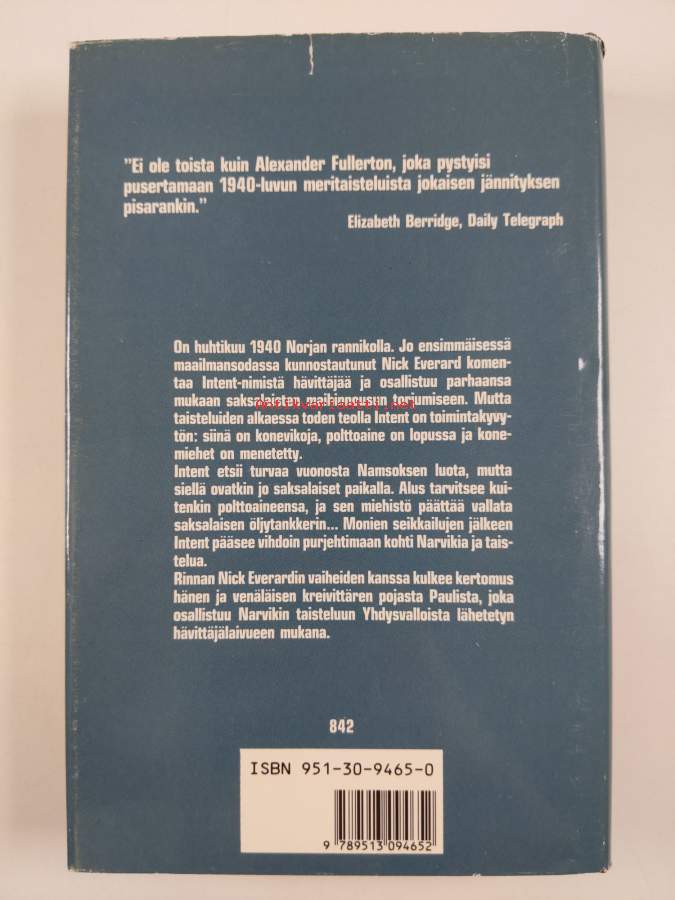 "Ei ole toista kuin Alexander Fullerton, joka pystyisi
pusertamaan 1940-luvun meritaisteluista jokaisen jännityksen
pisarankin."
Elizabeth Berridge, Daily Telegraph
On huhtikuu 1940 Norjan rannikolla. Jo ensimmäisessä
maailmansodassa kunnostautunut Nick Everard komen-
taa Intent-nimistä hävittäjää ja osallistuu parhaansa
mukaan saksalaisten maihinnousun torjumiseen. Mutta
taisteluiden alkaessa toden teolla Intent on toimintakyvy-
tön: siinä on konevikoja, polttoaine on lopussa ja kone-
miehet on menetetty.
Intent etsii turvaa vuonosta Namsoksen luota, mutta
siellä ovatkin jo saksalaiset paikalla. Alus tarvitsee kui-
tenkin polttoaineensa, ja sen miehistö päättää vallata
saksalaisen öljytankkerin... Monien seikkailujen jälkeen
Intent pääsee vihdoin purjehtimaan kohti Narvikia ja tais-
telua.
Rinnan Nick Everardin vaiheiden kanssa kulkee kertomus
hänen ja venäläisen kreivittären pojasta Paulista, joka
osallistuu Narvikin taisteluun Yhdysvalloista lähetetyn
hävittäjälaivueen mukana.
842
ISBN 951-30-9465-0
9 789513 094652